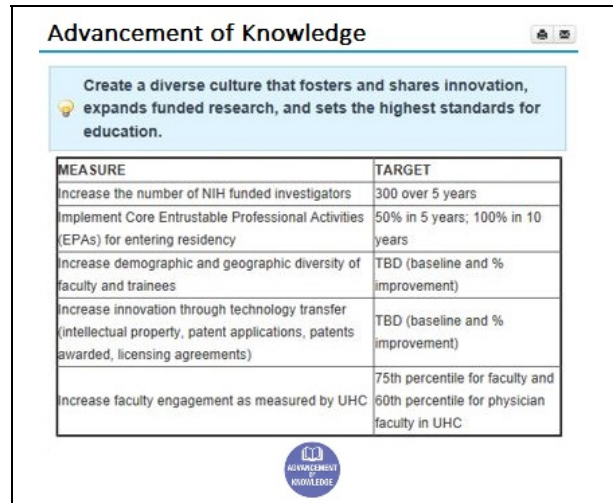 Advancement of Knowledge
Create a diverse culture that fosters and shares innovation,
expands funded research, and sets the highest standards for
education.
MEASURE TARGET
Increase the number of NIH funded investigators 300 over 5 years
Implement Core Entrustable Professional Activities
(EPAs) for entering residency
50% in 5 years; 100% in 10
years
Increase demographic and geographic diversity of
faculty and trainees
TBD (baseline and %
improvement)
Increase innovation through technology transfer
(intellectual property, patent applications, patents
awarded, licensing agreements)
TBD (baseline and %
improvement)
Increase faculty engagement as measured by UHC
75th percentile for faculty and
60th percentile for physician
faculty in UHC
ADVANCEMENT
OF
KNOWLEDGE